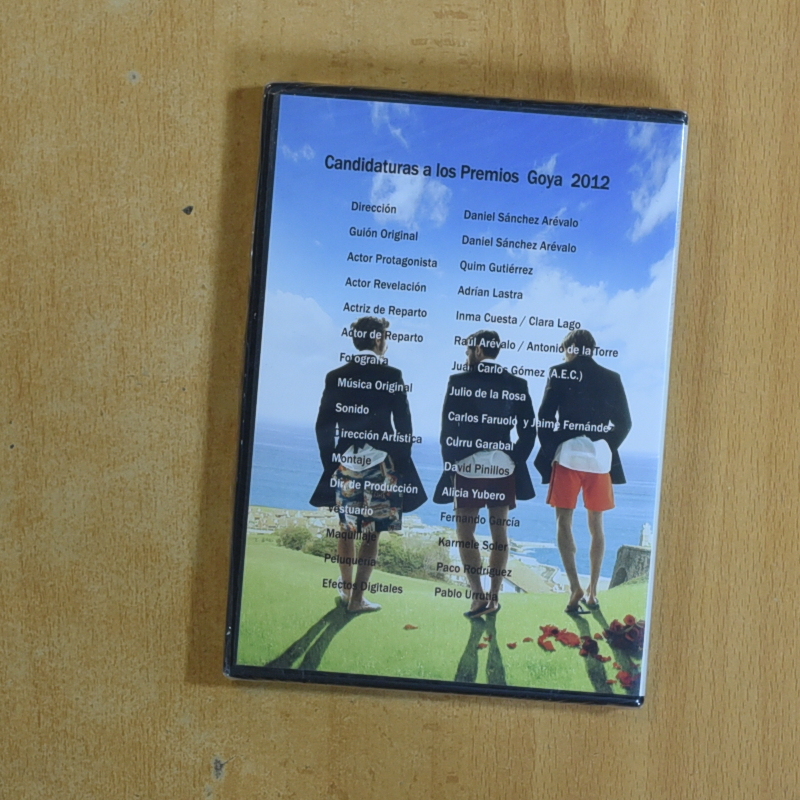 Candidaturas a los Premios Goya 2012
Dirección Daniel Sánchez Arévalo
Guión Original Daniel Sánchez Arévalo
Actor Protagonista Quim Gutiérrez
Actor Revelación Adrían Lastra
Actriz de Reparto Inma Cuesta / Clara Lago
Actor de Reparto Raúl Arévalo / Antonio de la Torre
Fotografía Juan Carlos Gómez (A.E.C.)
Música Original Julio de la Rosa
Sonido Carlos Faruolo y Jaime Fernández
Dirección Artística Curru Garabal
Montaje David Pinillos
Dir. de Producción Alicia Yubero
Vestuario Fernando García
Maquillaje Karmele Soler
Peluquería Paco Rodríguez
Efectos Digitales Pablo Urrutia